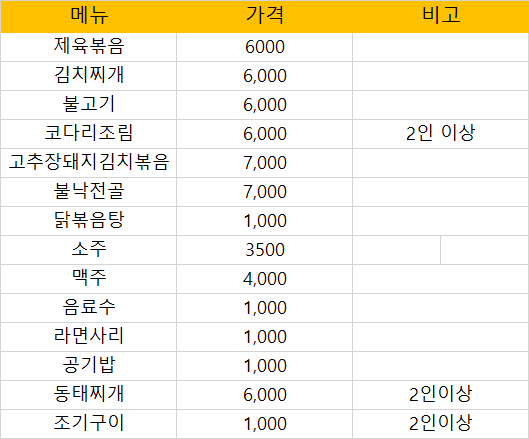 메뉴 가격 비고
제육볶음 6000
김치찌개 6,000
불고기 6,000
코다리조림 6,000 2인 이상
고추장돼지김치볶음 7,000
불낙전골 7,000
닭볶음탕 1,000
소주 3500
맥주 4,000
음료수 1,000
라면사리 1,000
공기밥 1,000
동태찌개 6,000 2인이상
조기구이 1,000 2인이상